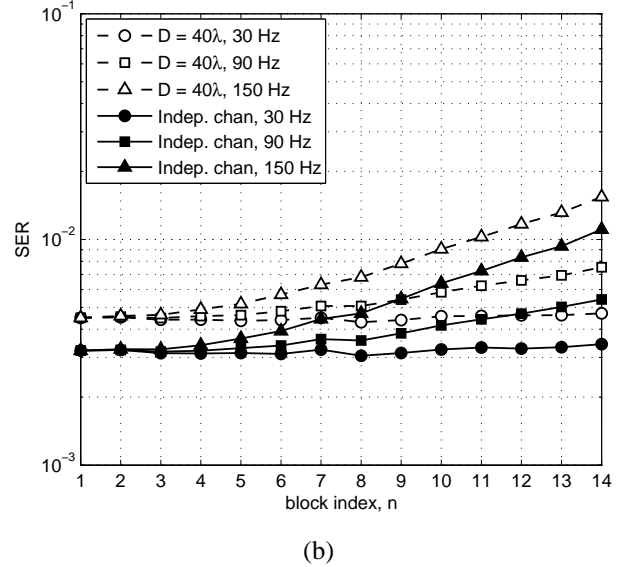 10^−1
D = 40λ, 30 Hz
D = 40λ, 90 Hz
D = 40λ, 150 Hz
Indep. chan, 30 Hz
Indep. chan, 90 Hz
Indep. chan, 150 Hz
SER
10^−2
10^−3
1 2 3 4 5 6 7 8 9 10 11 12 13 14
block index, n
(b)